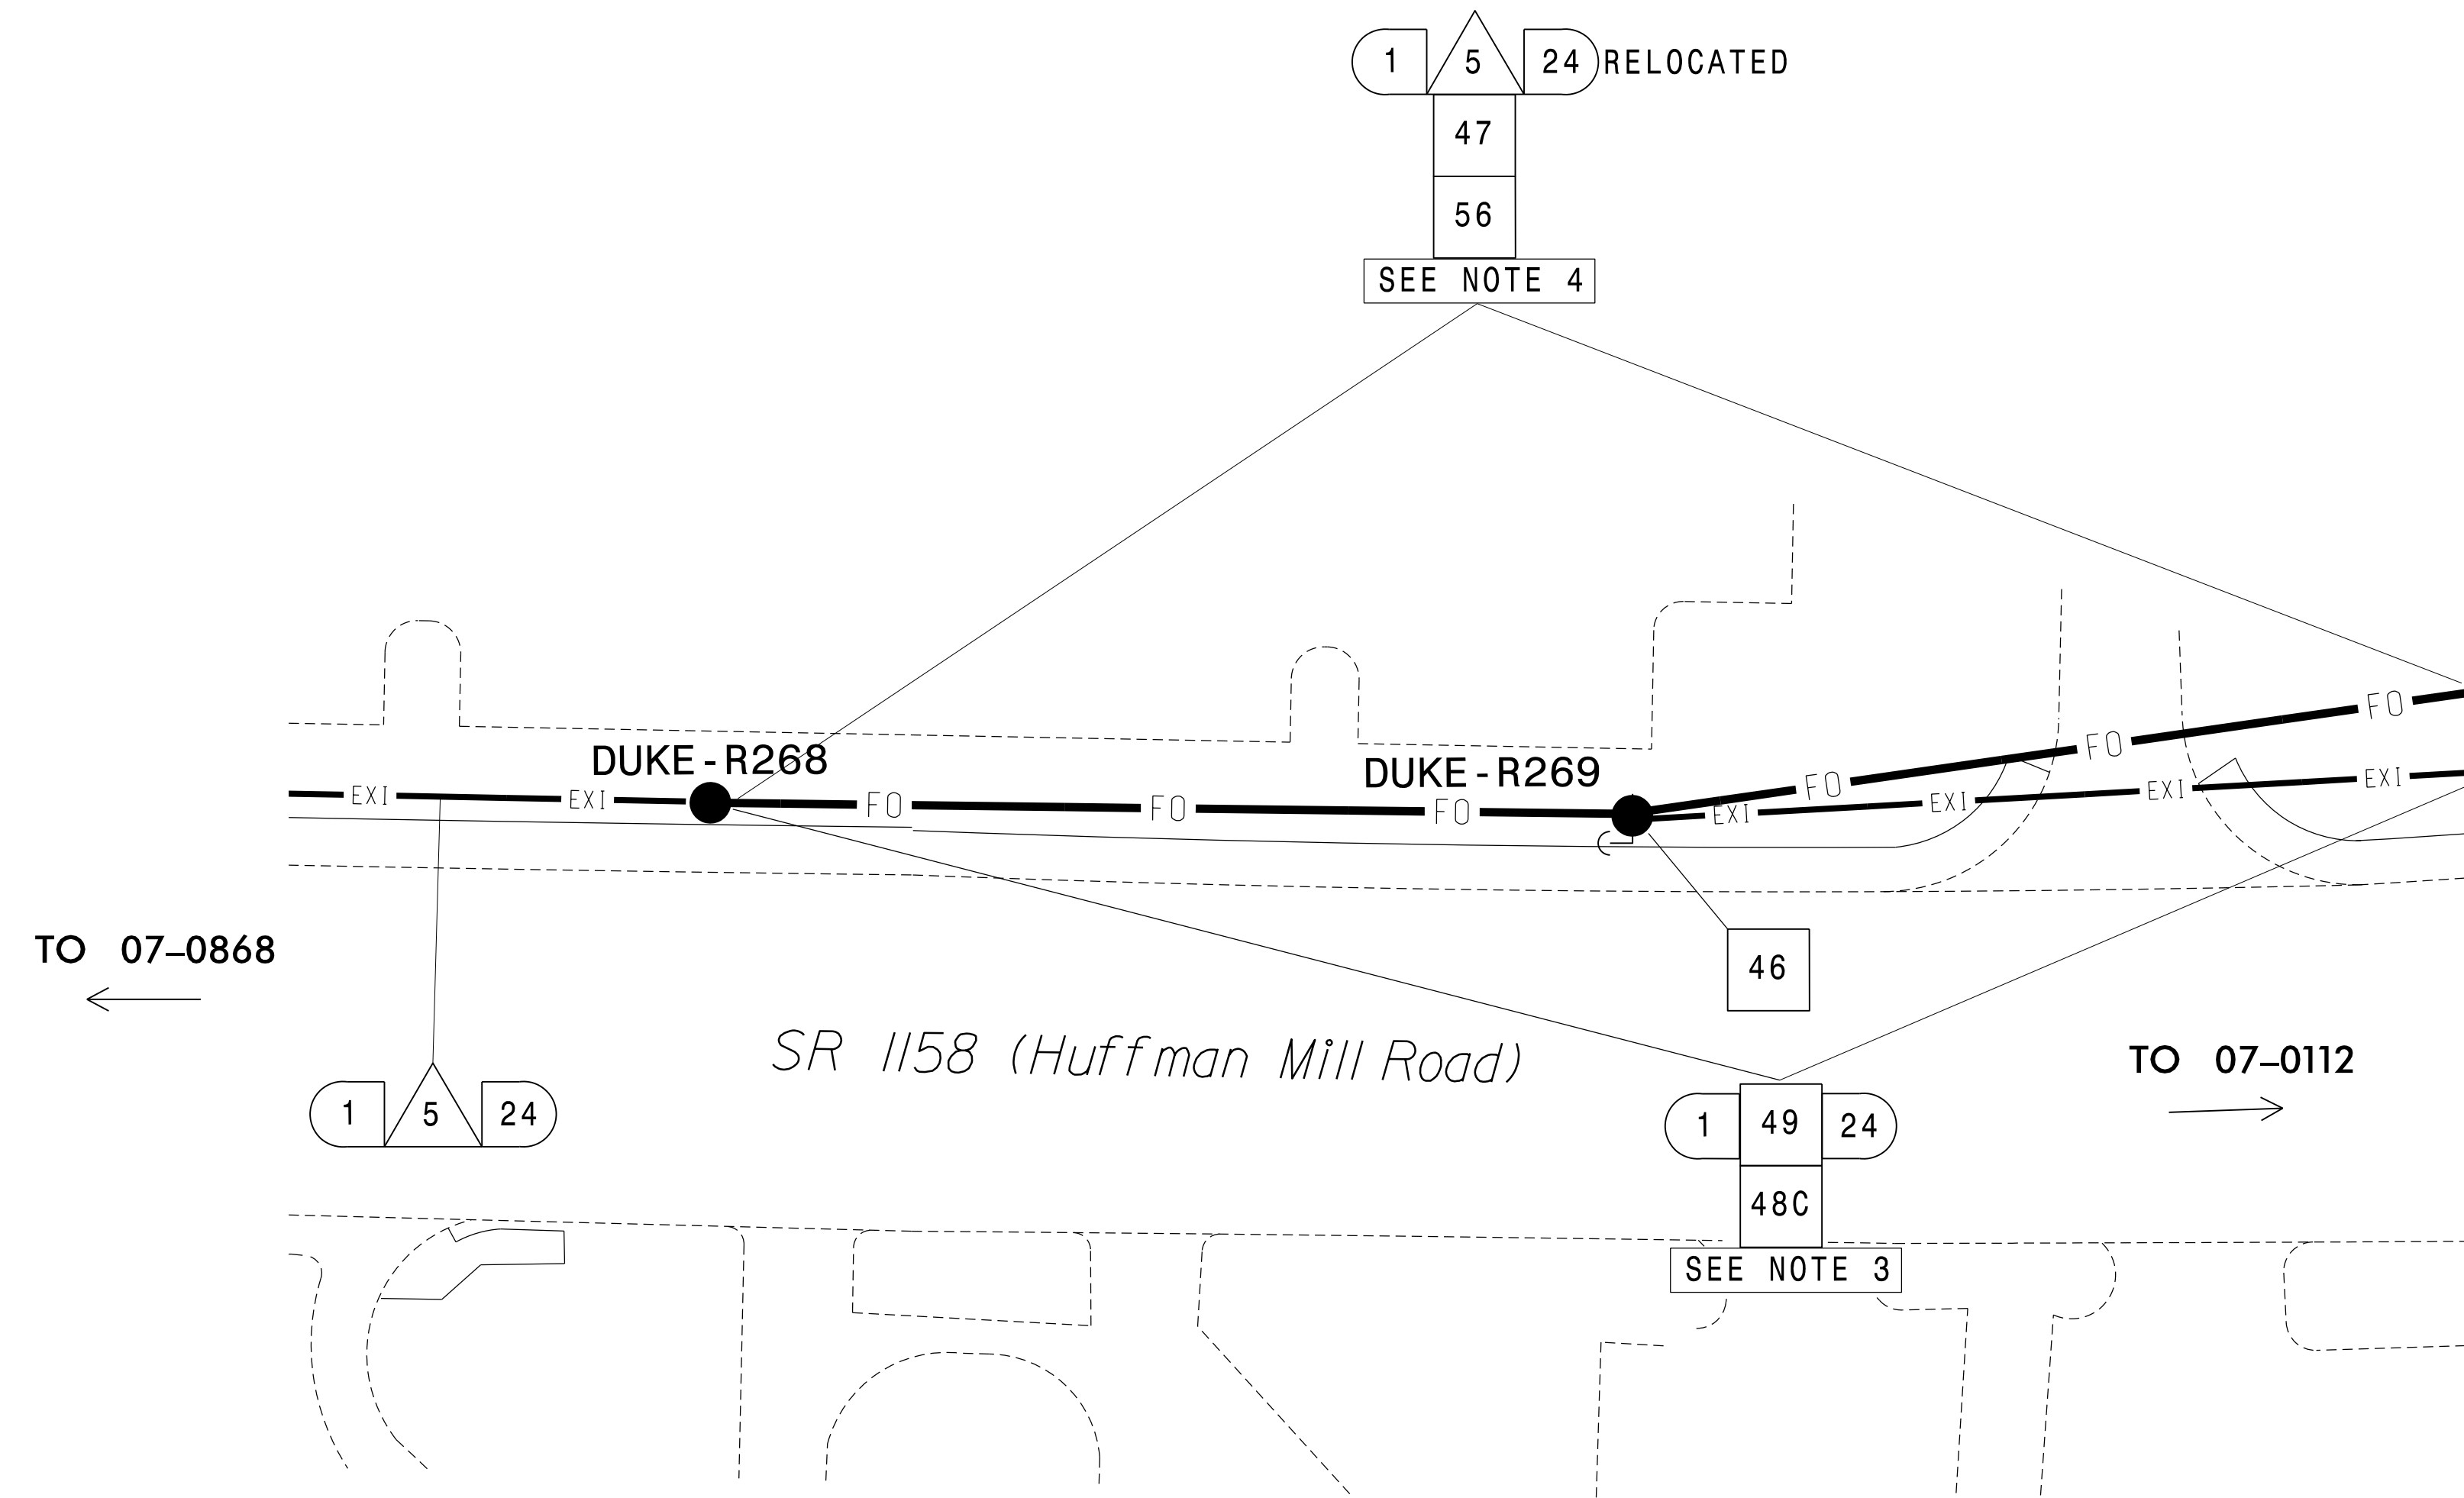 1 5 24 RELOCATED
47
56
SEE NOTE 4
DUKE-R268
DUKE-R269
EXI EXI FO FO FO FO FO FO
EXI EXI EXI EXI
46
TO 07-0868
SR 1158 (Huffman Mill Road)
TO 07-0112
1 5 24
1 49 24
48C
SEE NOTE 3